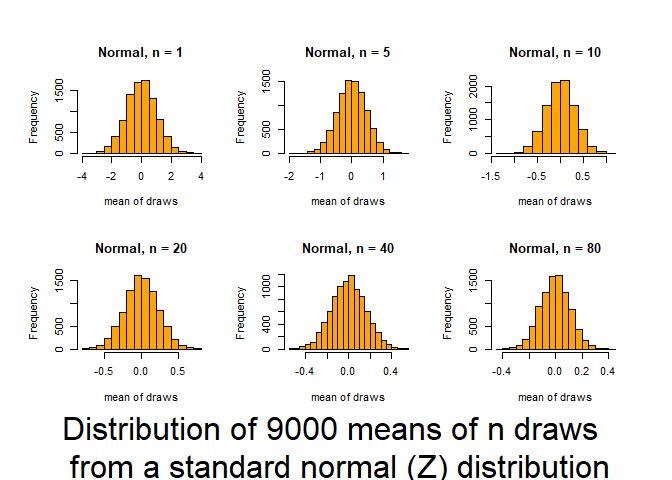 Normal, n = 1
Frequency
0 500 1500
-4 -2 0 2 4
mean of draws
Normal, n = 5
Frequency
0 500 1500
-2 -1 0 1
mean of draws
Normal, n = 10
Frequency
0 1000 2000
-1.5 -0.5 0.5
mean of draws
Normal, n = 20
Frequency
0 500 1500
-0.5 0.0 0.5
mean of draws
Normal, n = 40
Frequency
0 400 1000
-0.4 0.0 0.4
mean of draws
Normal, n = 80
Frequency
0 500 1500
-0.4 0.0 0.4
mean of draws
Distribution of 9000 means of n draws
from a standard normal (Z) distribution